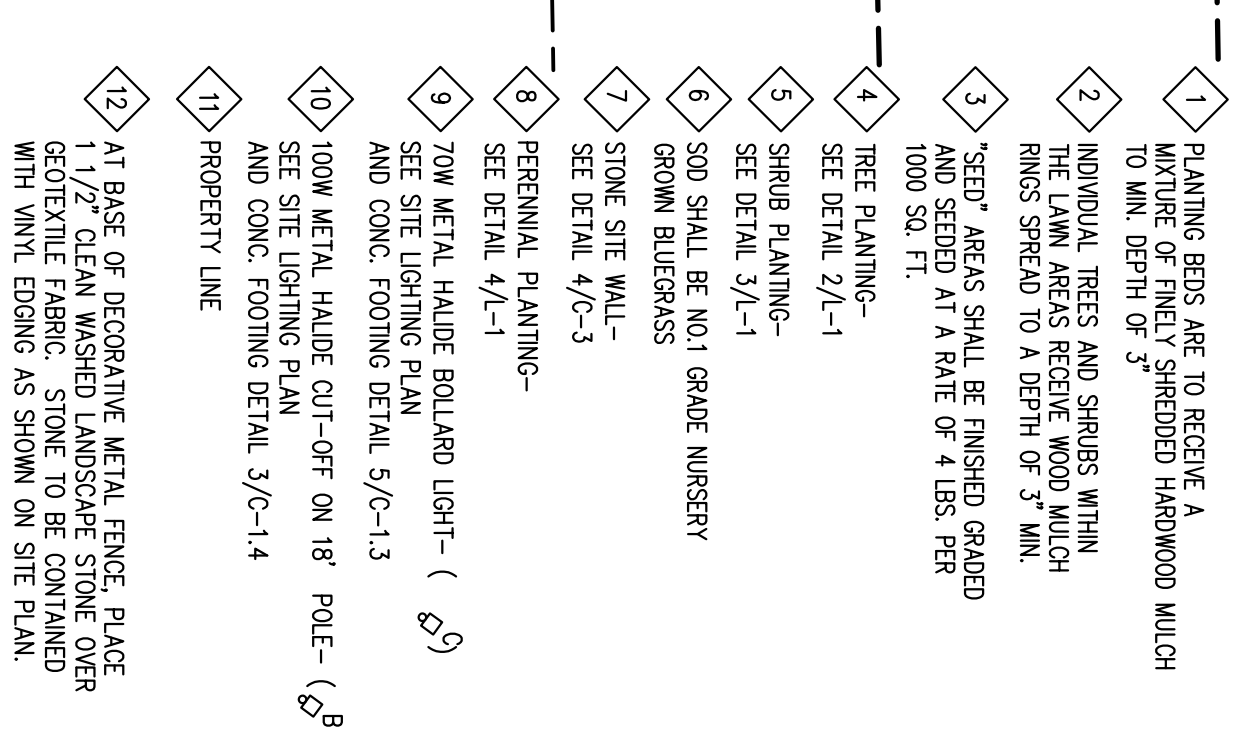 1
PLANTING BEDS ARE TO RECEIVE A
MIXTURE OF FINELY SHREDDED HARDWOOD MULCH
TO MIN. DEPTH OF 3"
2
INDIVIDUAL TREES AND SHRUBS WITHIN
THE LAWN AREAS RECEIVE WOOD MULCH
RINGS SPREAD TO A DEPTH OF 3" MIN.
3
"SEED" AREAS SHALL BE FINISHED GRADED
AND SEEDED AT A RATE OF 4 LBS. PER
1000 SQ. FT.
4
TREE PLANTING-
SEE DETAIL 2/L-1
5
SHRUB PLANTING-
SEE DETAIL 3/L-1
6
SOD SHALL BE NO.1 GRADE NURSERY
GROWN BLUEGRASS
7
STONE SITE WALL-
SEE DETAIL 4/C-3
8
PERENNIAL PLANTING-
SEE DETAIL 4/L-1
9
70W METAL HALIDE BOLLARD LIGHT- ( C)
SEE SITE LIGHTING PLAN
AND CONC. FOOTING DETAIL 5/C-1.3
10
100W METAL HALIDE CUT-OFF ON 18' POLE- ( B
SEE SITE LIGHTING PLAN
AND CONC. FOOTING DETAIL 3/C-1.4
11
PROPERTY LINE
12
AT BASE OF DECORATIVE METAL FENCE, PLACE
1 1/2" CLEAN WASHED LANDSCAPE STONE OVER
GEOTEXTILE FABRIC. STONE TO BE CONTAINED
WITH VINYL EDGING AS SHOWN ON SITE PLAN.